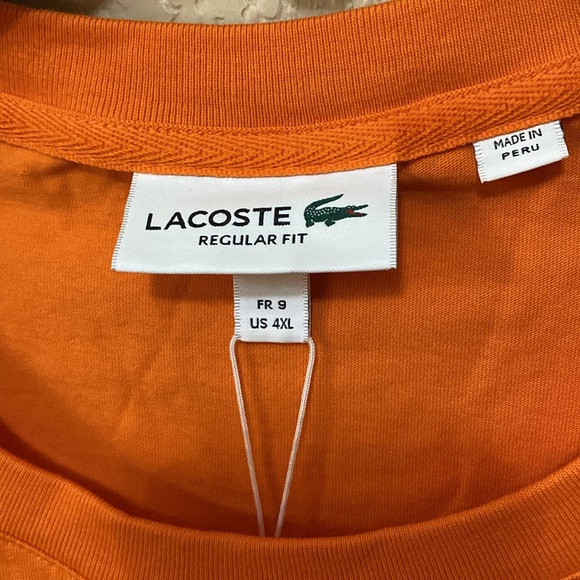 MADE IN
PERU
LACOSTE
REGULAR FIT
FR 9
US 4XL